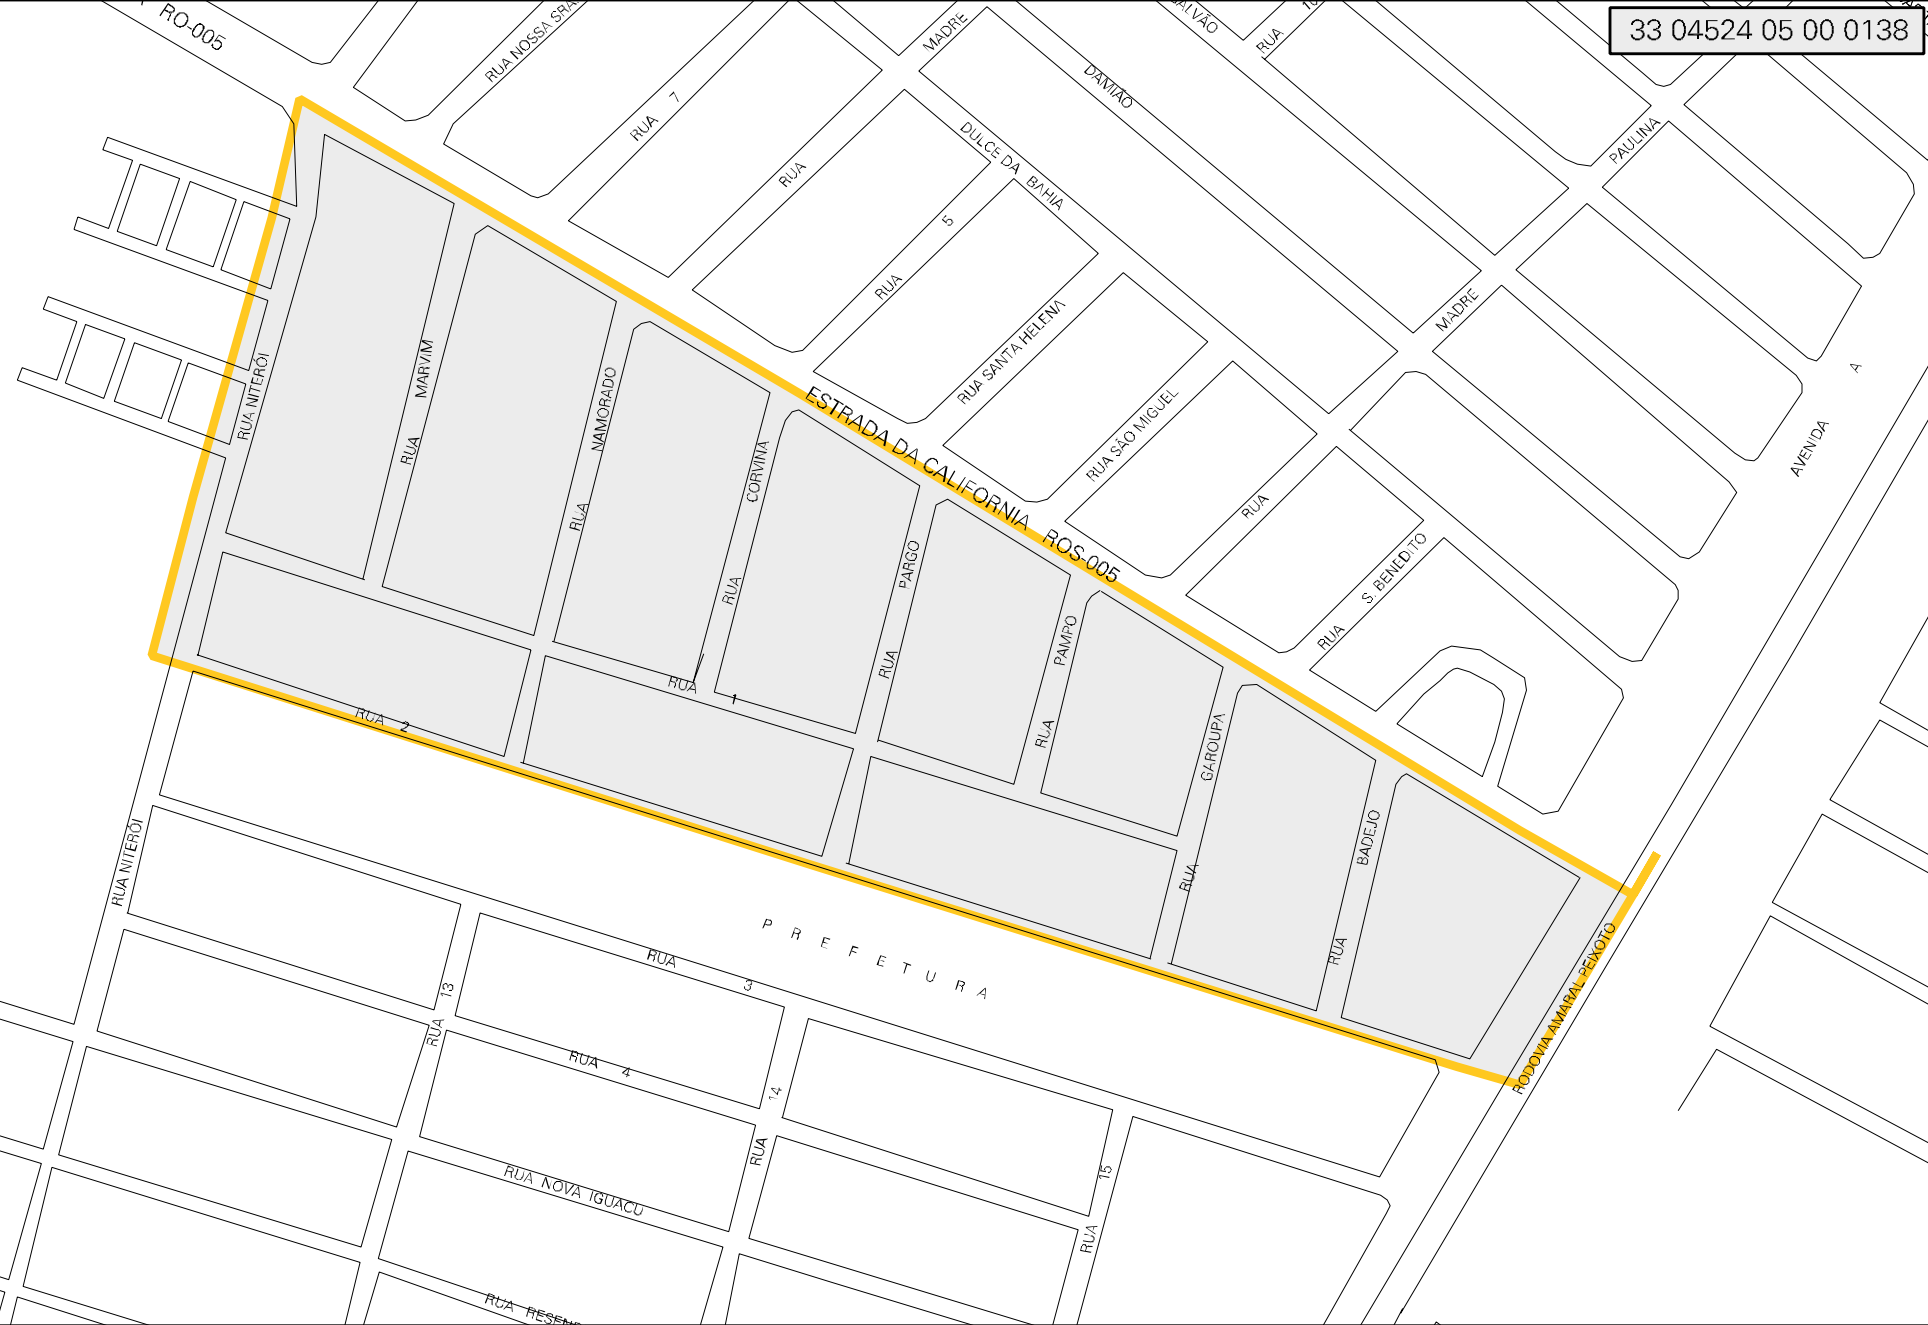 33 04524 05 00 0138
RO-005
RUA NOSSA SRA
MADRE
GALVÃO
RUA 10
DAMIÃO
RUA 7
RUA
DULCE DA BAHIA
PAULINA
RUA 5
MADRE
RUA SANTA HELENA
RUA SÃO MIGUEL
RUA
RUA S. BENEDITO
AVENIDA A
ESTRADA DA CALIFORNIA ROS-005
RUA NITERÓI
RUA MARVIM
RUA NAMORADO
RUA CORVINA
RUA PARGO
RUA PAMPO
RUA GAROUPA
RUA BADEJO
RUA 1
RUA 2
RODOVIA AMARAL PEIXOTO
RUA NITERÓI
PREFETURA
RUA 3
RUA 13
RUA 4
RUA 14
RUA 15
RUA NOVA IGUACU